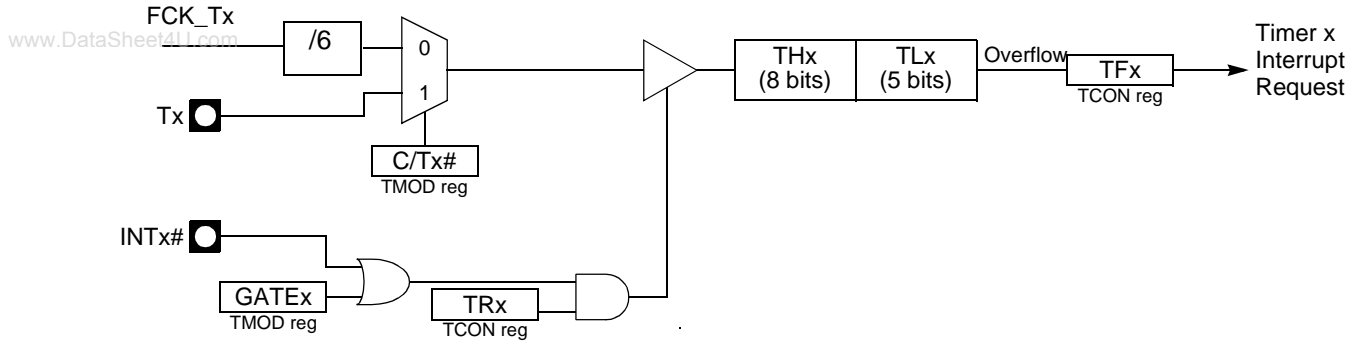 FCK_Tx
www.DataSheet4U.com
/6
0
1
Tx
C/Tx#
TMOD reg
THx
(8 bits)
TLx
(5 bits)
Overflow
TFx
TCON reg
Timer x
Interrupt
Request
INTx#
GATEx
TMOD reg
TRx
TCON reg